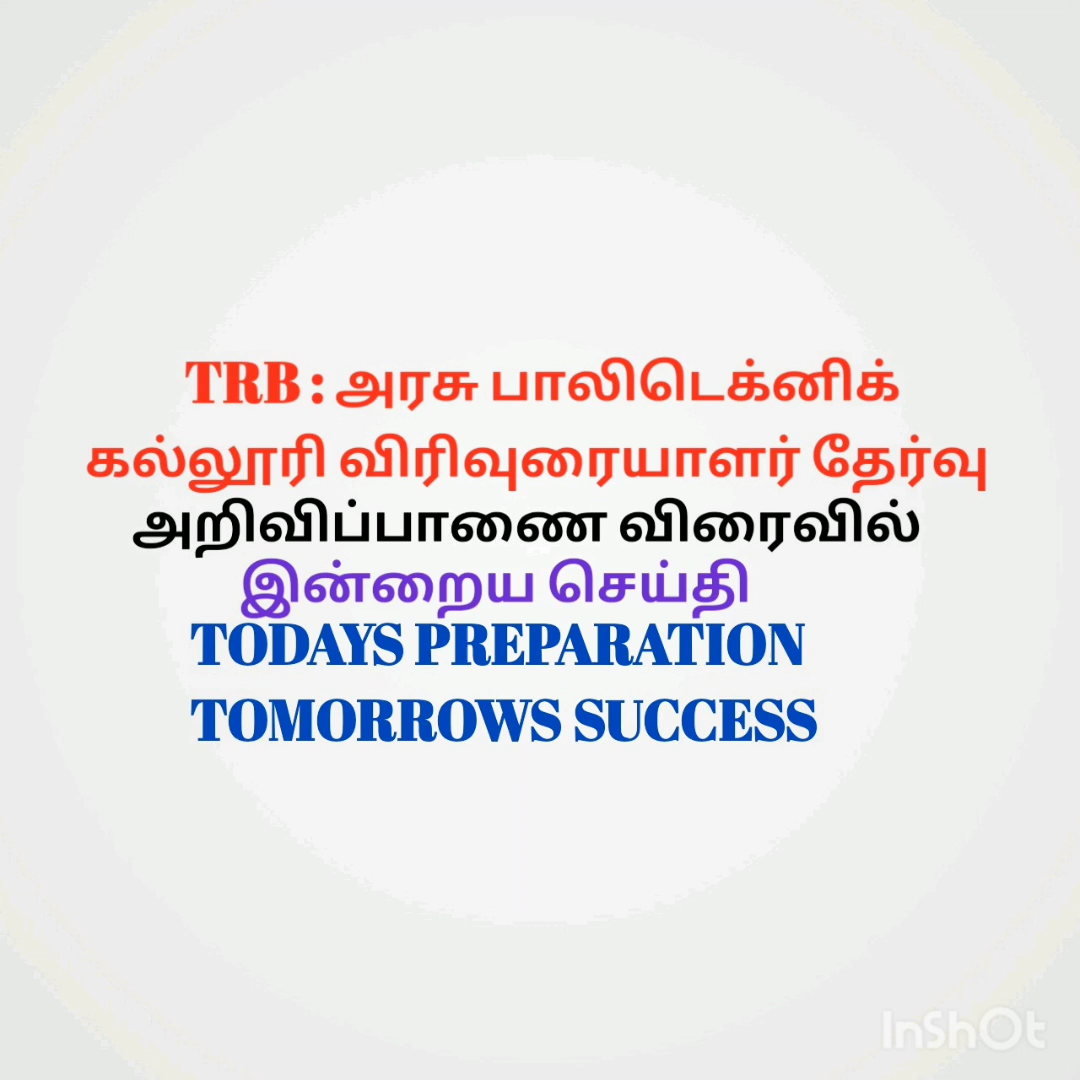 TRB : அரசு பாலிடெக்னிக்
கல்லூரி விரிவுரையாளர் தேர்வு
அறிவிப்பாணை விரைவில்
இன்றைய செய்தி
TODAYS PREPARATION
TOMORROWS SUCCESS
InShOt